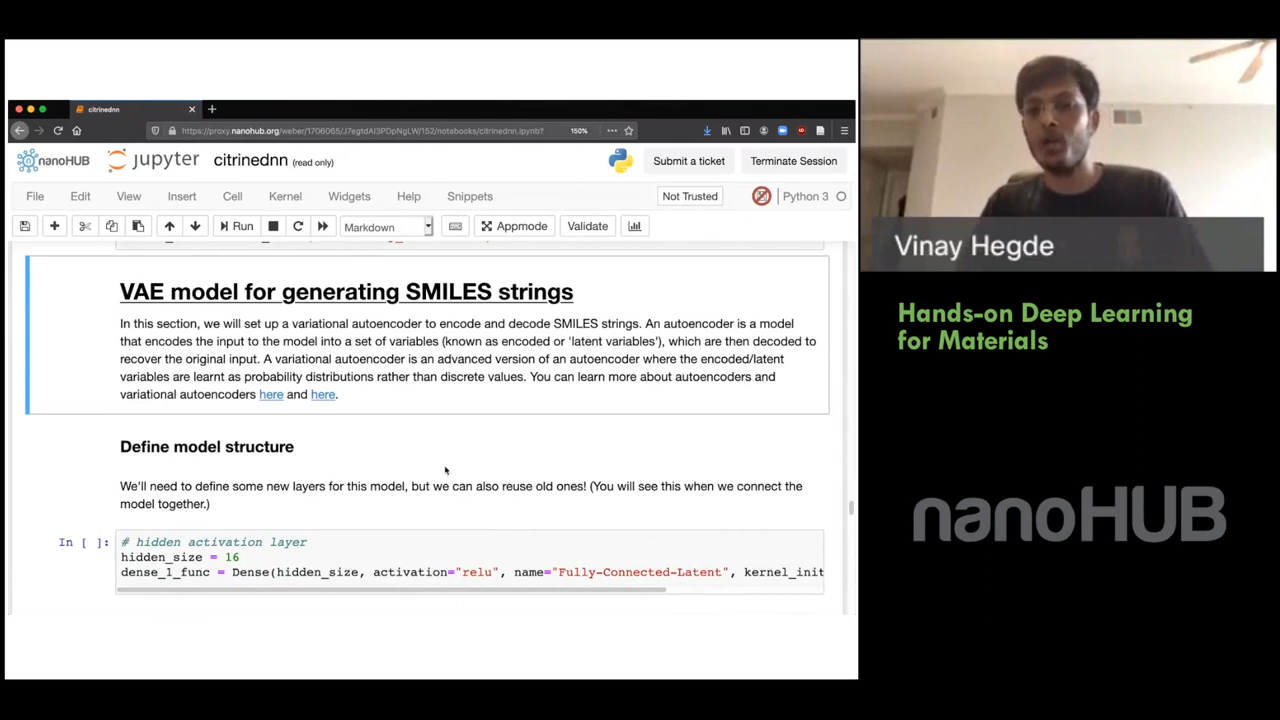 citrinednn
https://proxy.nanohub.org/weber/1706065/J7egtdAI3PDpNgLW/152/notebooks/citrinednn.ipynb?
150%
nanoHUB
jupyter
citrinednn (read only)
Submit a ticket
Terminate Session
File Edit View Insert Cell Kernel Widgets Help Snippets
Not Trusted
Python 3
Run
Markdown
Appmode
Validate
VAE model for generating SMILES strings
In this section, we will set up a variational autoencoder to encode and decode SMILES strings. An autoencoder is a model
that encodes the input to the model into a set of variables (known as encoded or 'latent variables'), which are then decoded to
recover the original input. A variational autoencoder is an advanced version of an autoencoder where the encoded/latent
variables are learnt as probability distributions rather than discrete values. You can learn more about autoencoders and
variational autoencoders here and here.
Define model structure
We'll need to define some new layers for this model, but we can also reuse old ones! (You will see this when we connect the
model together.)
In [ ]:
# hidden activation layer
hidden_size = 16
dense_1_func = Dense(hidden_size, activation="relu", name="Fully-Connected-Latent", kernel_init
Vinay Hegde
Hands-on Deep Learning
for Materials
nanoHUB